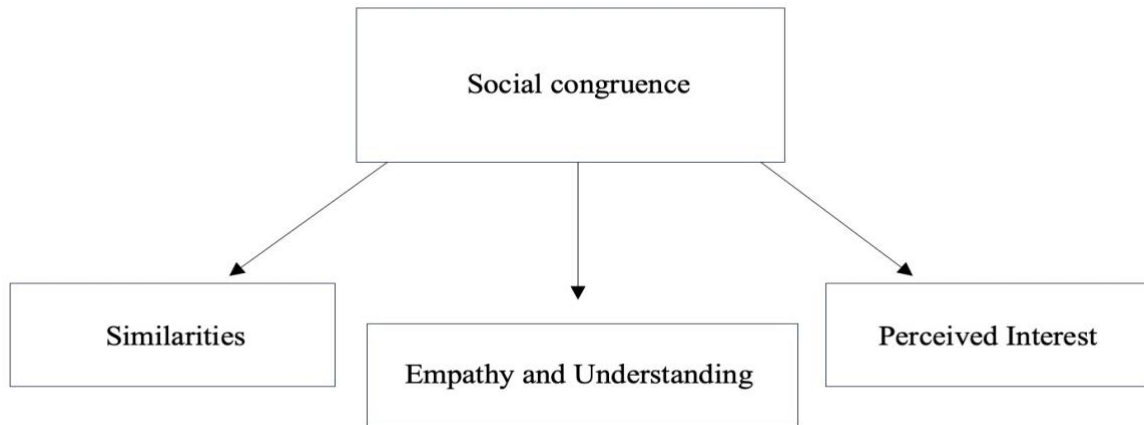 Social congruence
Similarities
Empathy and Understanding
Perceived Interest